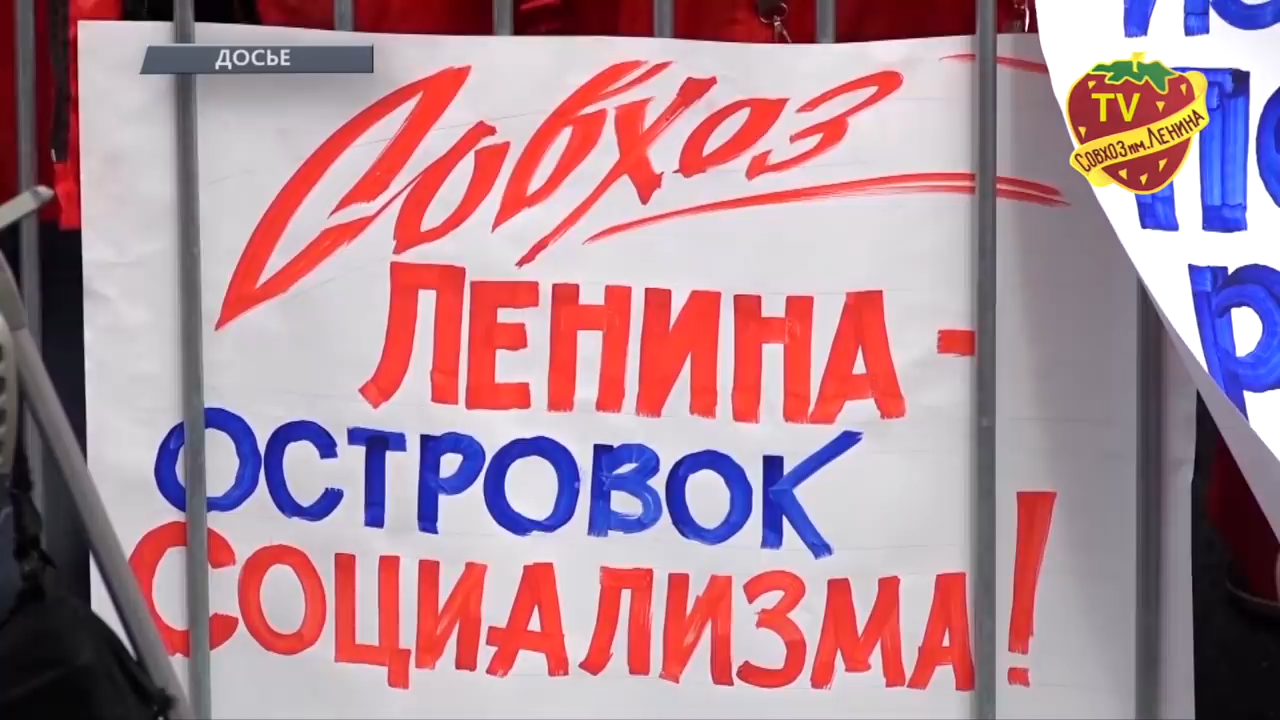 ДОСЬЕ
Совхоз
ЛЕНИНА -
ОСТРОВОК
СОЦИАЛИЗМА!
TV
СОВХОЗ им. ЛЕНИНА